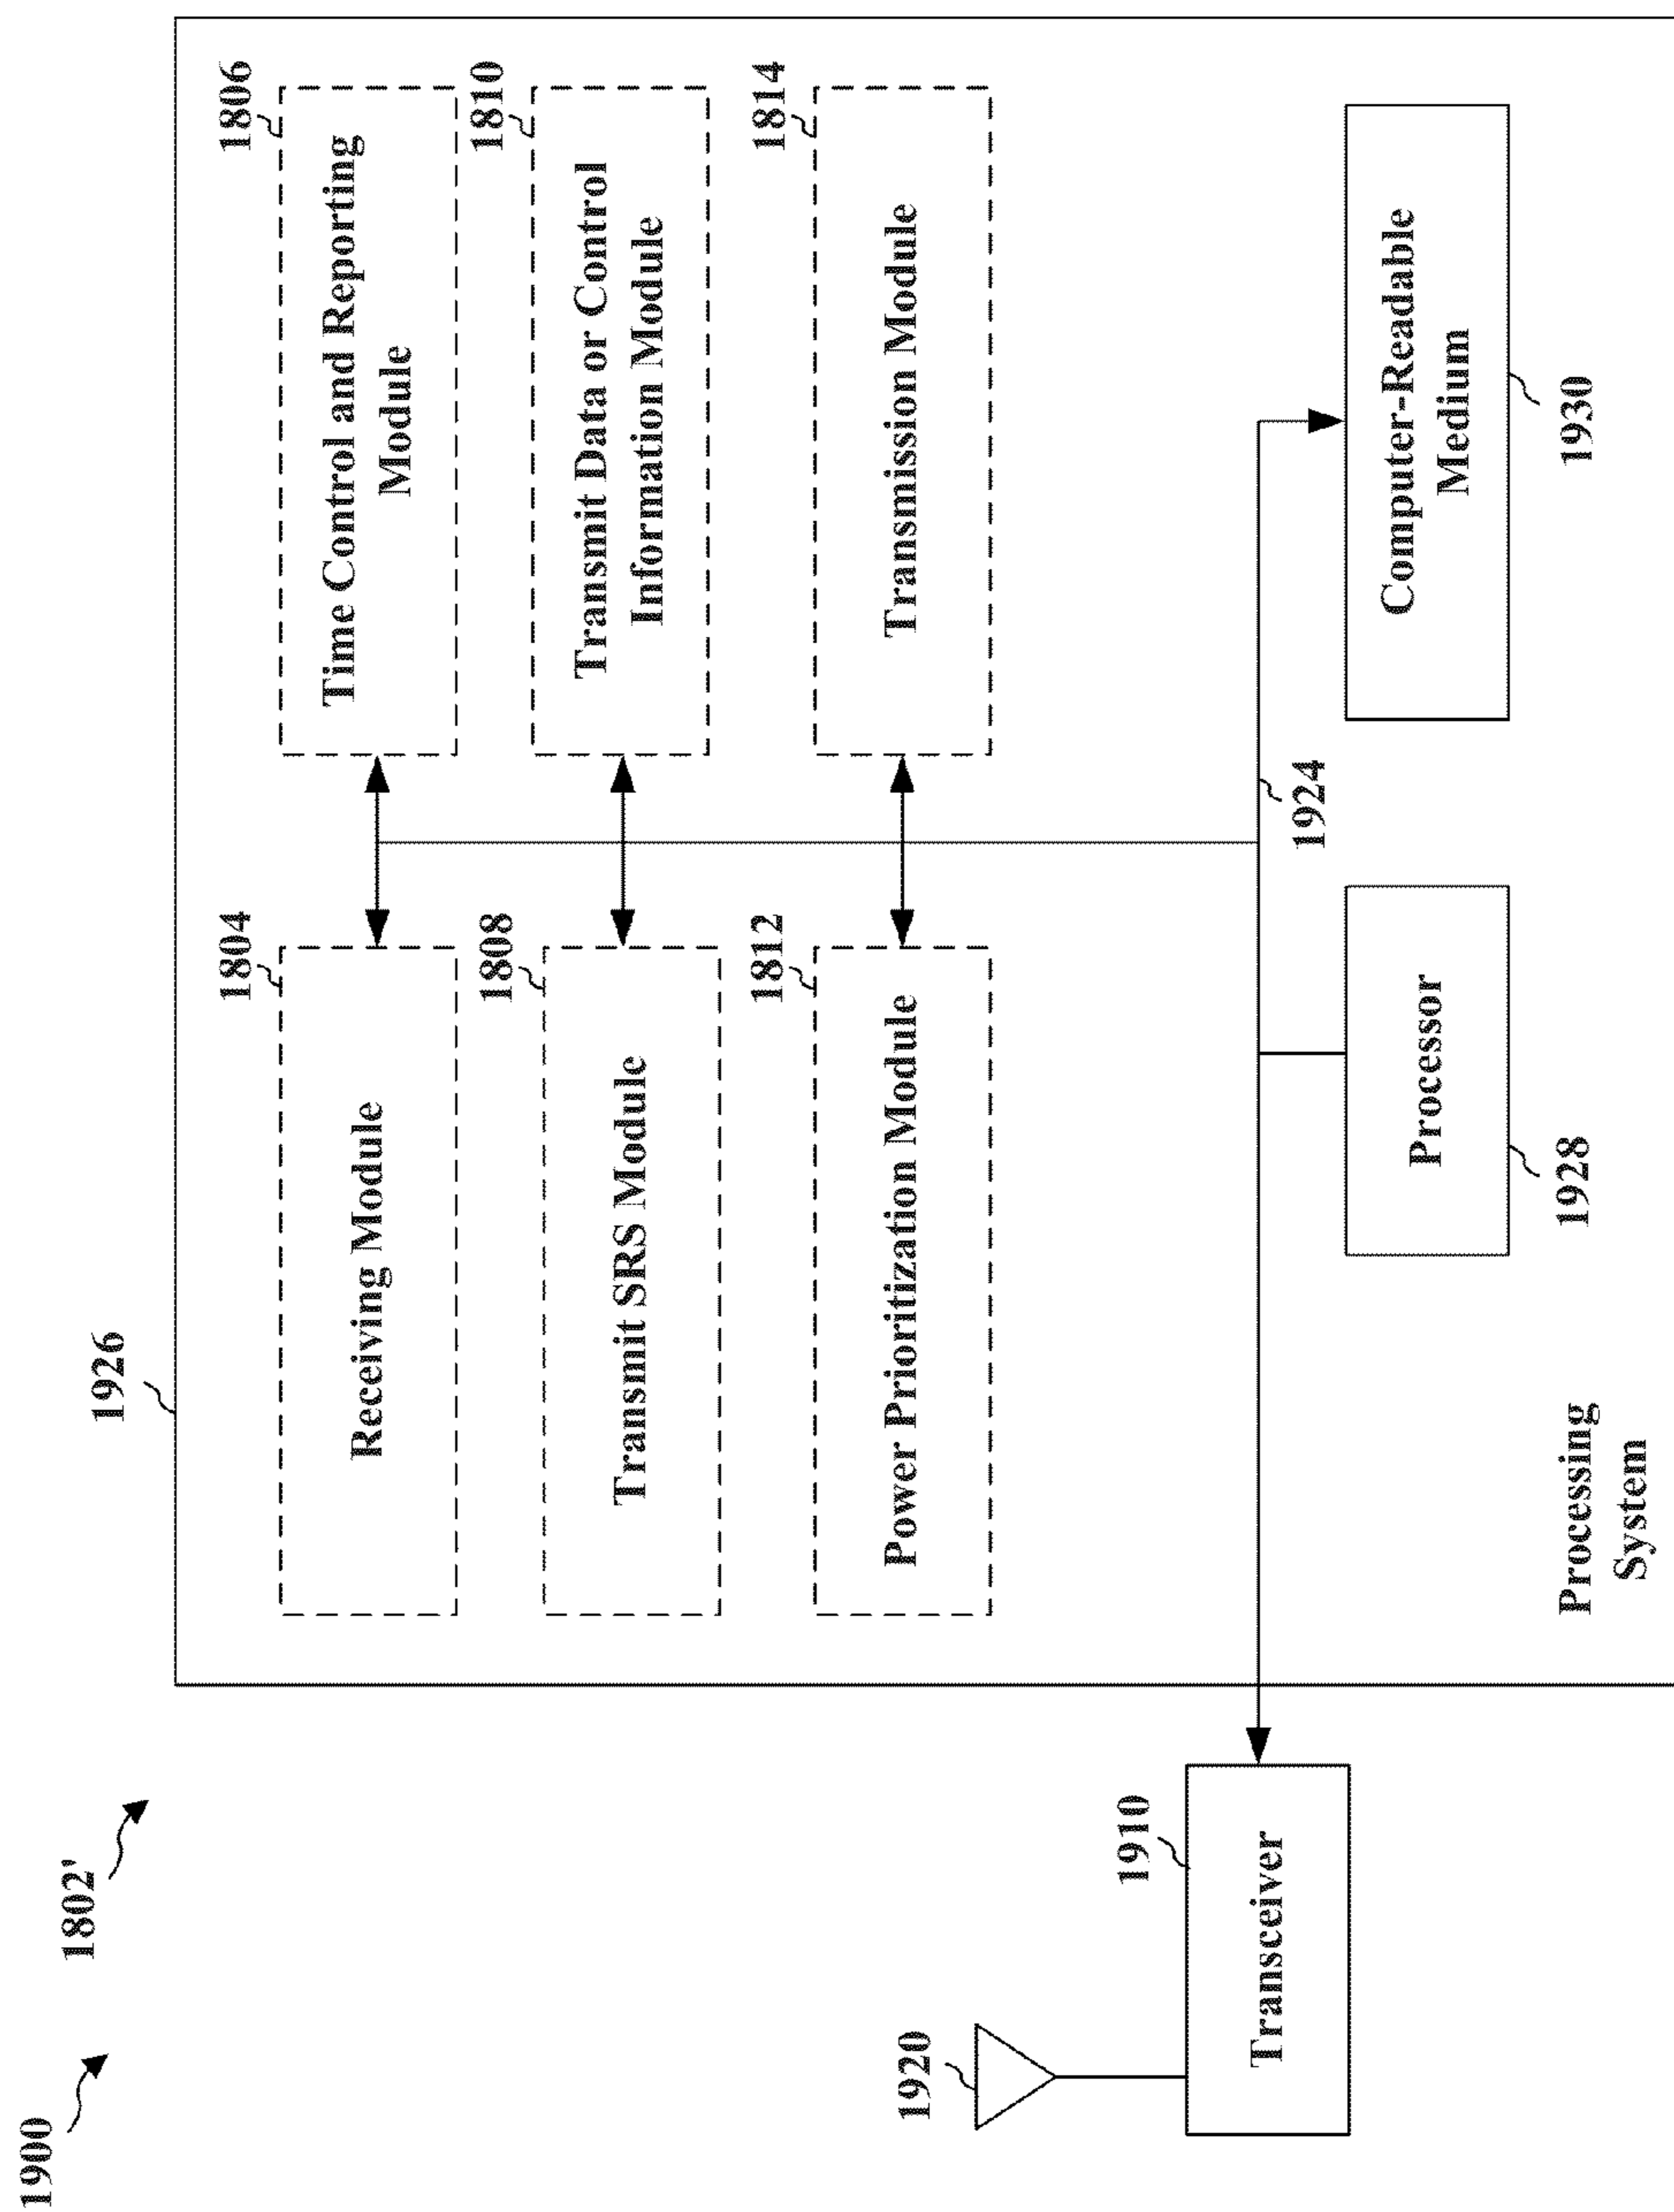 1900
1802'
1926
1804
Receiving Module
1806
Time Control and Reporting
Module
1808
Transmit SRS Module
1810
Transmit Data or Control
Information Module
1812
Power Prioritization Module
1814
Transmission Module
1920
1910
Transceiver
1924
Processor
1928
Computer-Readable
Medium
1930
Processing
System